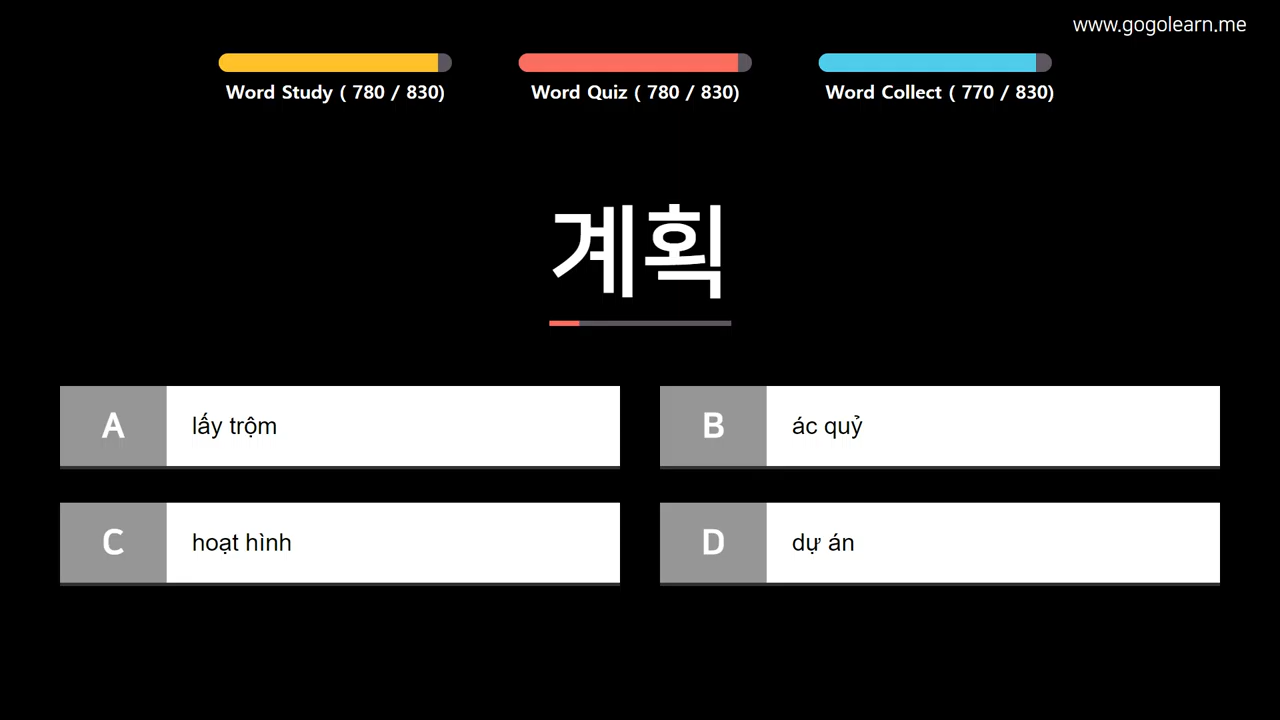 www.gogolearn.me
Word Study ( 780 / 830)
Word Quiz ( 780 / 830)
Word Collect ( 770 / 830)
계획
A
lấy trộm
B
ác quỷ
C
hoạt hình
D
dự án